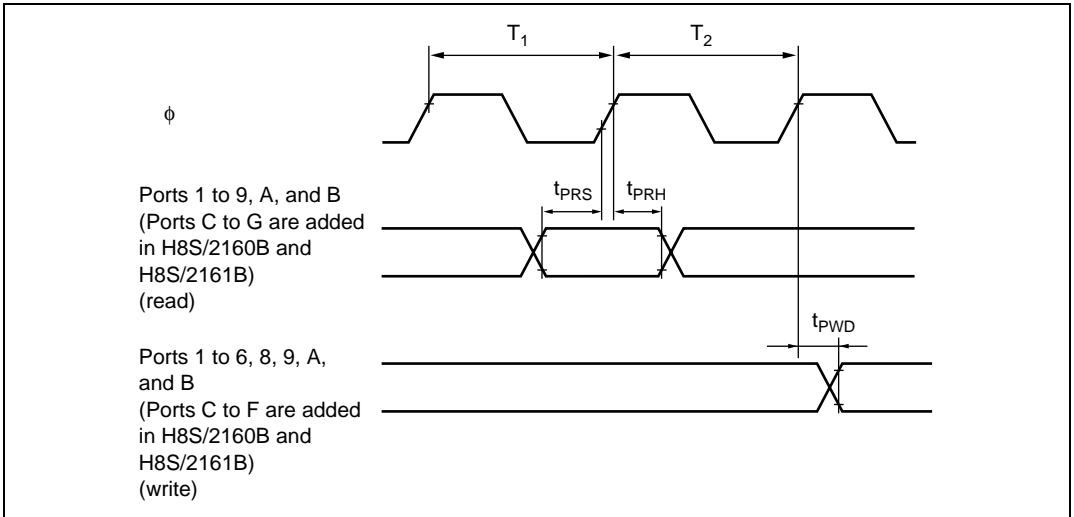 T1 T2
ϕ
tPRS tPRH
Ports 1 to 9, A, and B
(Ports C to G are added
in H8S/2160B and
H8S/2161B)
(read)
tPWD
Ports 1 to 6, 8, 9, A,
and B
(Ports C to F are added
in H8S/2160B and
H8S/2161B)
(write)